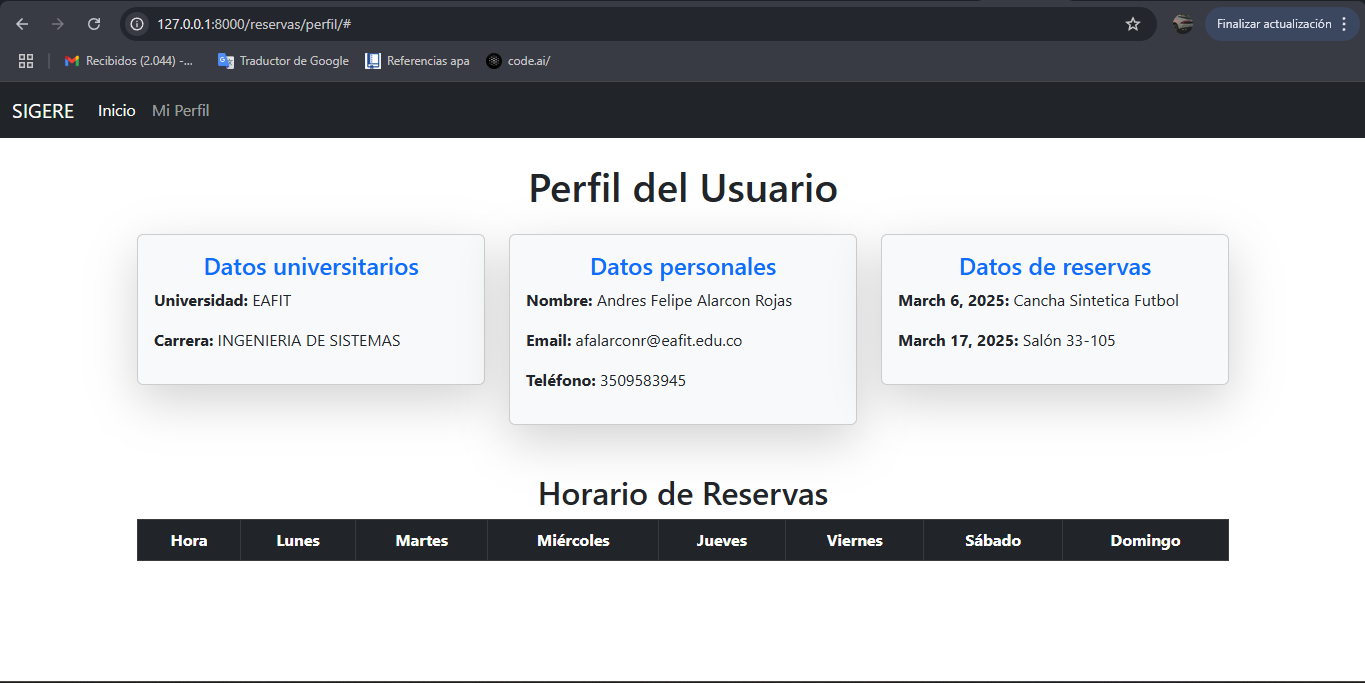 127.0.0.1:8000/reservas/perfil/#
Finalizar actualización
Recibidos (2.044) -...
Traductor de Google
Referencias apa
code.ai/
SIGERE Inicio Mi Perfil
Perfil del Usuario
Datos universitarios
Universidad: EAFIT
Carrera: INGENIERIA DE SISTEMAS
Datos personales
Nombre: Andres Felipe Alarcon Rojas
Email: afalarconr@eafit.edu.co
Teléfono: 3509583945
Datos de reservas
March 6, 2025: Cancha Sintetica Futbol
March 17, 2025: Salón 33-105
Horario de Reservas
Hora Lunes Martes Miércoles Jueves Viernes Sábado Domingo